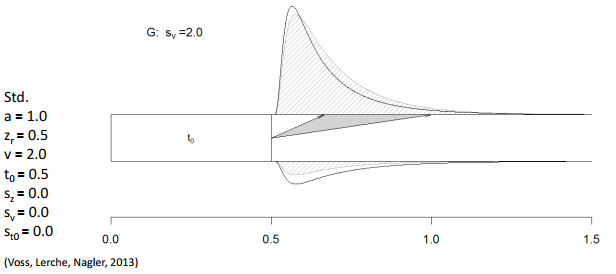 G: sᵥ =2.0
Std.
a = 1.0
zᵣ = 0.5
v = 2.0
t₀ = 0.5
s_z = 0.0
sᵥ = 0.0
sₜ₀ = 0.0
t₀
0.0 0.5 1.0 1.5
(Voss, Lerche, Nagler, 2013)